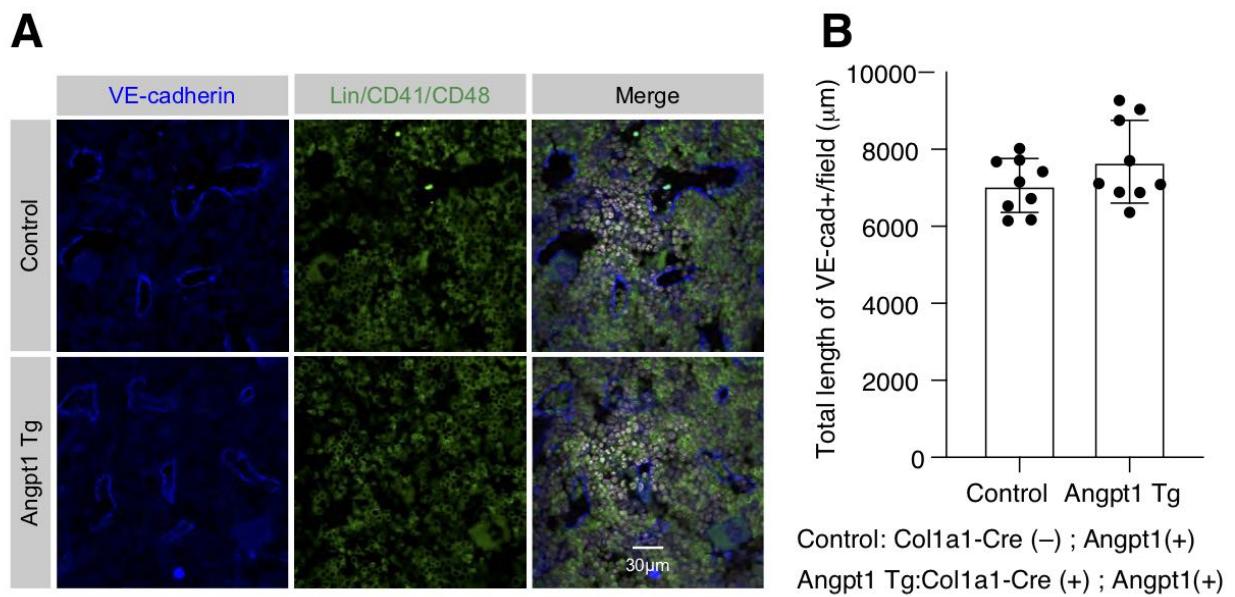 A
VE-cadherin
Lin/CD41/CD48
Merge
Control
Angpt1 Tg
30μm
B
Total length of VE-cad+/field (μm)
10000
8000
6000
4000
2000
0
Control
Angpt1 Tg
Control: Col1a1-Cre (–) ; Angpt1(+)
Angpt1 Tg:Col1a1-Cre (+) ; Angpt1(+)